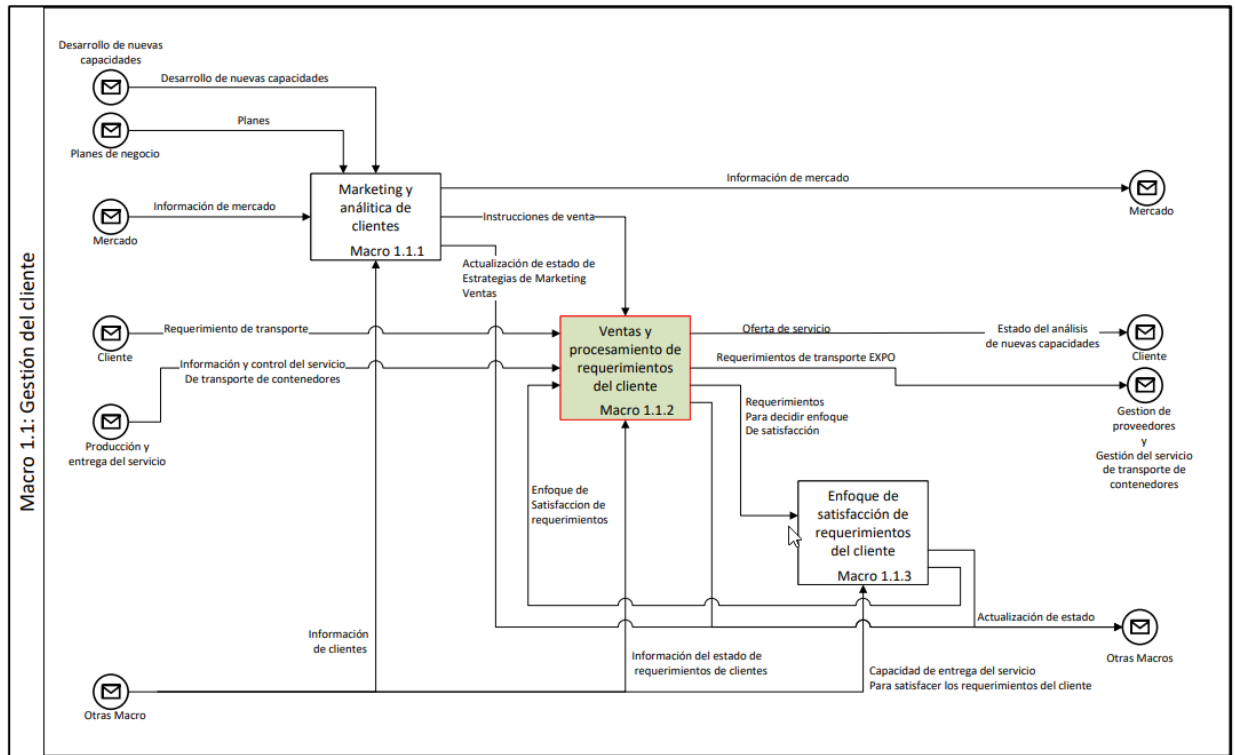 Macro 1.1: Gestión del cliente
Desarrollo de nuevas
capacidades
Desarrollo de nuevas capacidades
Planes
Planes de negocio
Información de mercado
Mercado
Marketing y
análitica de
clientes
Macro 1.1.1
Información de mercado
Mercado
Instrucciones de venta
Actualización de estado de
Estrategias de Marketing
Ventas
Requerimiento de transporte
Cliente
Información y control del servicio
De transporte de contenedores
Producción y
entrega del servicio
Ventas y
procesamiento de
requerimientos
del cliente
Macro 1.1.2
Oferta de servicio
Estado del análisis
de nuevas capacidades
Cliente
Requerimientos de transporte EXPO
Gestion de
proveedores
y
Gestión del servicio
de transporte de
contenedores
Requerimientos
Para decidir enfoque
De satisfacción
Enfoque de
Satisfaccion de
requerimientos
Enfoque de
satisfacción de
requerimientos
del cliente
Macro 1.1.3
Actualización de estado
Otras Macros
Información
de clientes
Información del estado de
requerimientos de clientes
Capacidad de entrega del servicio
Para satisfacer los requerimientos del cliente
Otras Macro